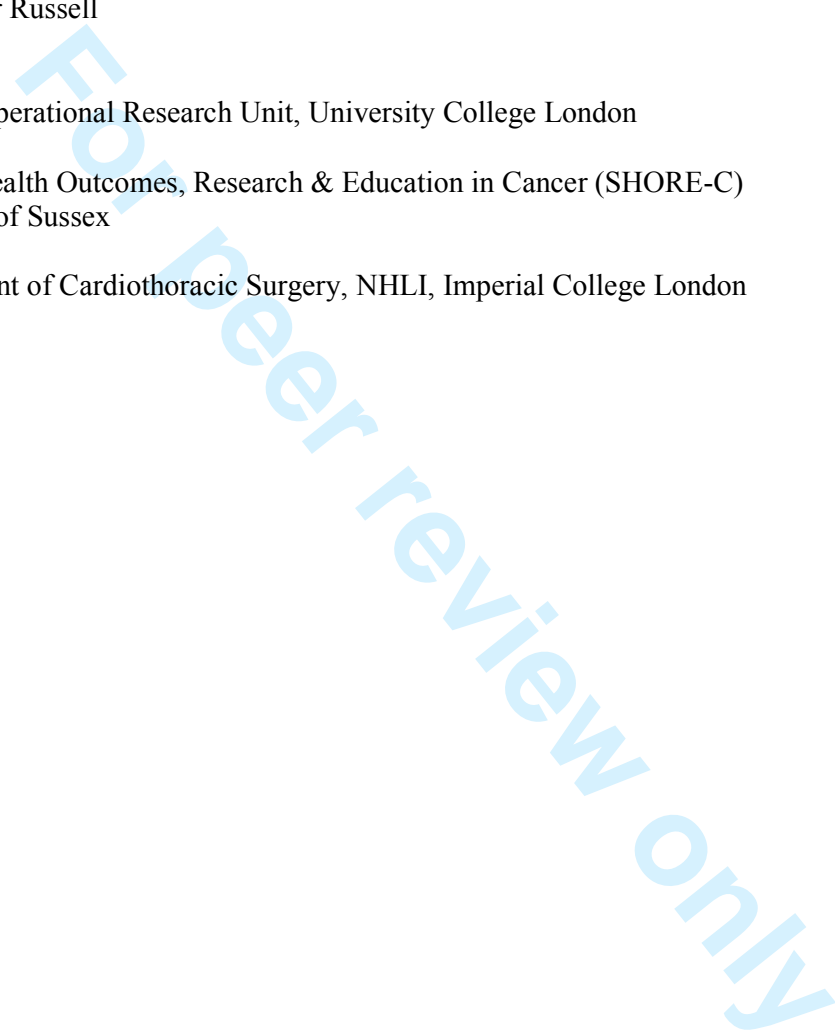 Russell
perational Research Unit, University College London
ealth Outcomes, Research & Education in Cancer (SHORE-C)
of Sussex
nt of Cardiothoracic Surgery, NHLI, Imperial College London
For peer review only